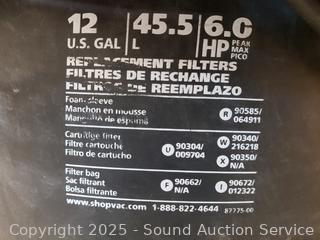 12 45.5 6.0
U.S. GAL L HP PEAK MAX PICO
REPLACEMENT FILTERS
FILTRES DE RECHANGE
FILTROS DE REEMPLAZO
Foam sleeve
Manchon en mousse
Manguito de espuma
R 90585/ 064911
Cartridge filter
Filtre cartouche
Filtro de cartucho
U 90304/ 009704
W 90340/ 216218
X 90350/ N/A
Filter bag
Sac filtrant
Bolsa filtrante
F 90662/ N/A
I 90672/ 012322
www.shopvac.com 1-888-822-4644 87775-00
Copyright 2025 - Sound Auction Service